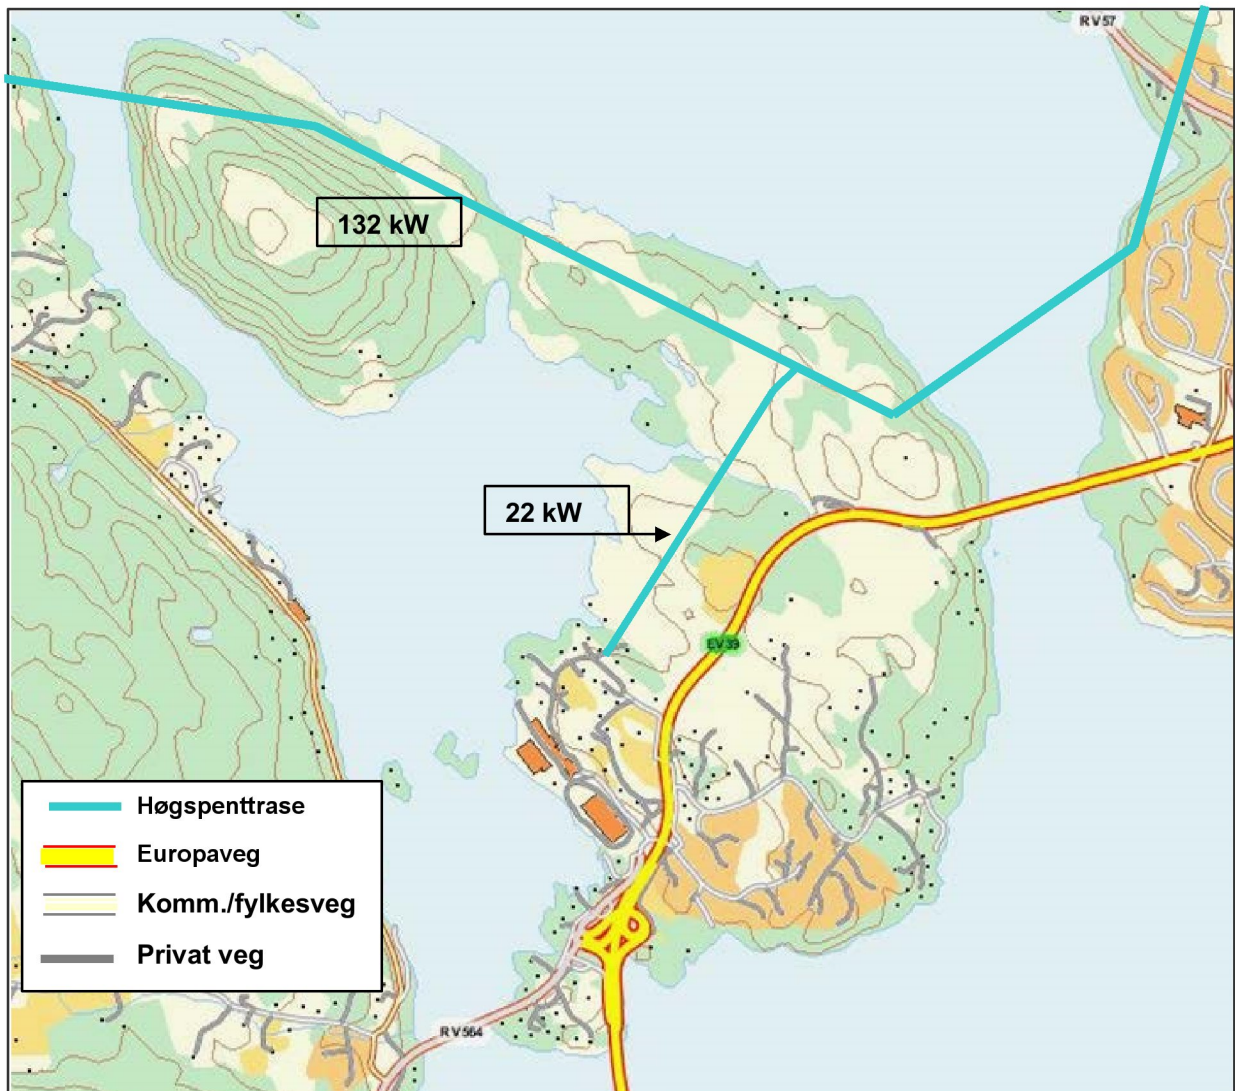 RV57
132 kW
22 kW
EV39
Høgspenttrase
Europaveg
Komm./fylkesveg
Privat veg
RV564